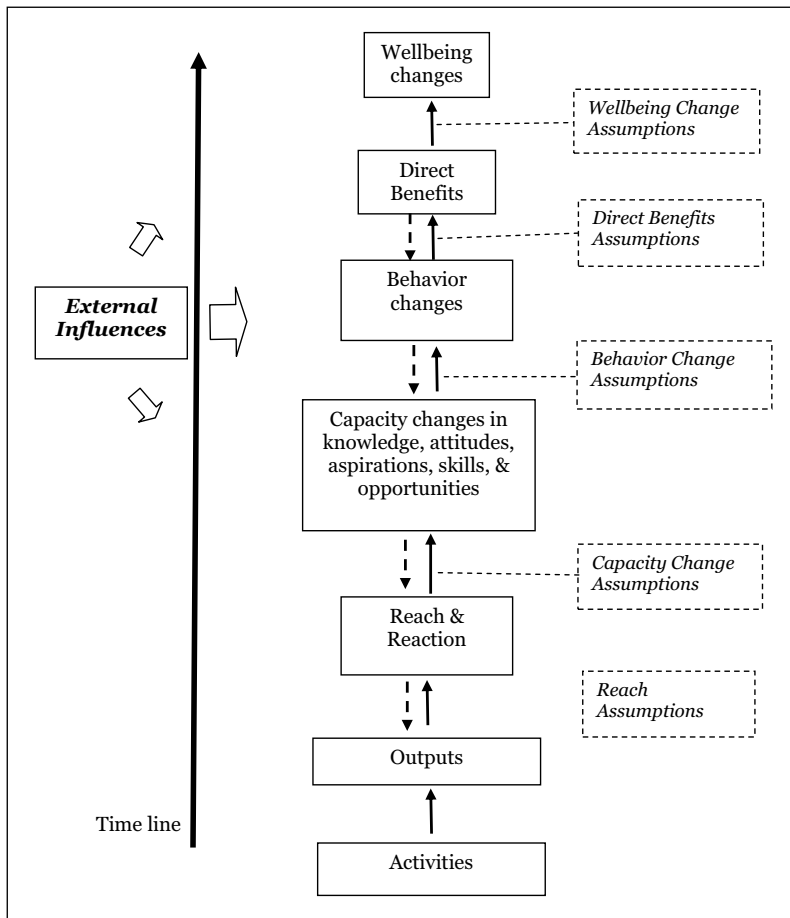 Wellbeing
changes
Wellbeing Change
Assumptions
Direct
Benefits
Direct Benefits
Assumptions
Behavior
changes
External
Influences
Behavior Change
Assumptions
Capacity changes in
knowledge, attitudes,
aspirations, skills, &
opportunities
Capacity Change
Assumptions
Reach &
Reaction
Reach
Assumptions
Outputs
Time line
Activities